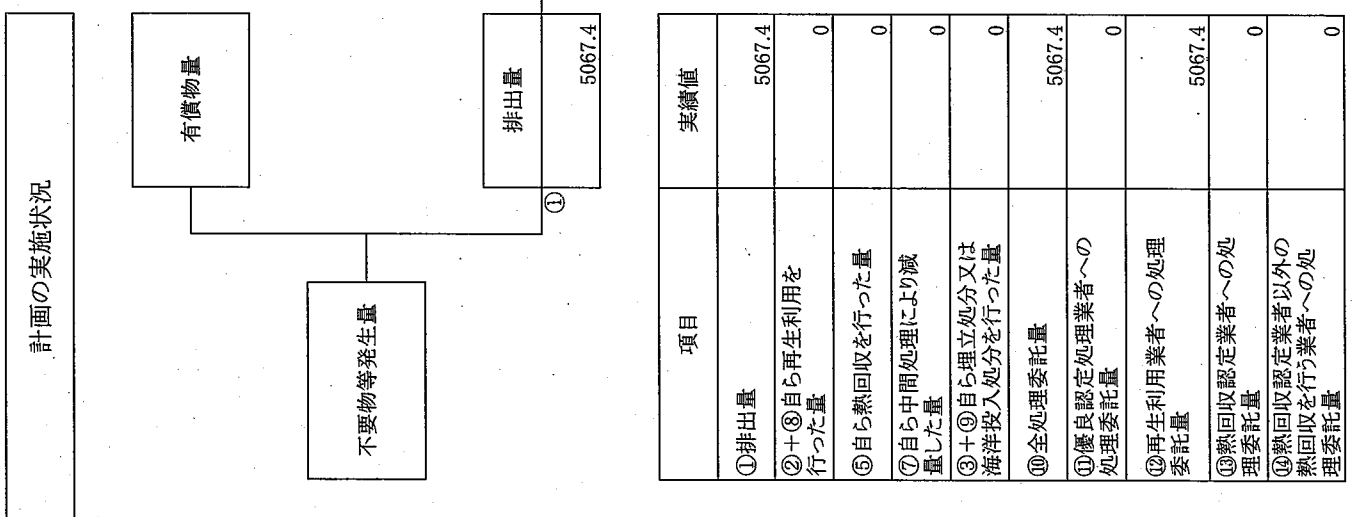 計画の実施状況
不要物等発生量
有償物量
排出量
5067.4
①
項目
実績値
①排出量
5067.4
②+⑧自ら再生利用を
行った量
0
⑤自ら熱回収を行った量
0
⑦自ら中間処理により減
量した量
0
③+⑨自ら埋立処分又は
海洋投入処分を行った量
0
⑩全処理委託量
5067.4
⑪優良認定処理業者への
処理委託量
0
⑫再生利用業者への処理
委託量
5067.4
⑬熱回収認定業者への処
理委託量
0
⑭熱回収認定業者以外の
熱回収を行う業者への処
理委託量
0